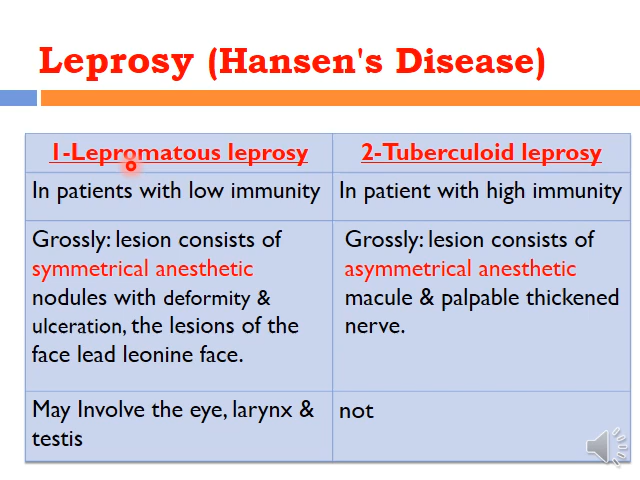 Leprosy (Hansen's Disease)
1-Lepromatous leprosy
2-Tuberculoid leprosy
In patients with low immunity
In patient with high immunity
Grossly: lesion consists of
symmetrical anesthetic
nodules with deformity &
ulceration, the lesions of the
face lead leonine face.
Grossly: lesion consists of
asymmetrical anesthetic
macule & palpable thickened
nerve.
May Involve the eye, larynx &
testis
not